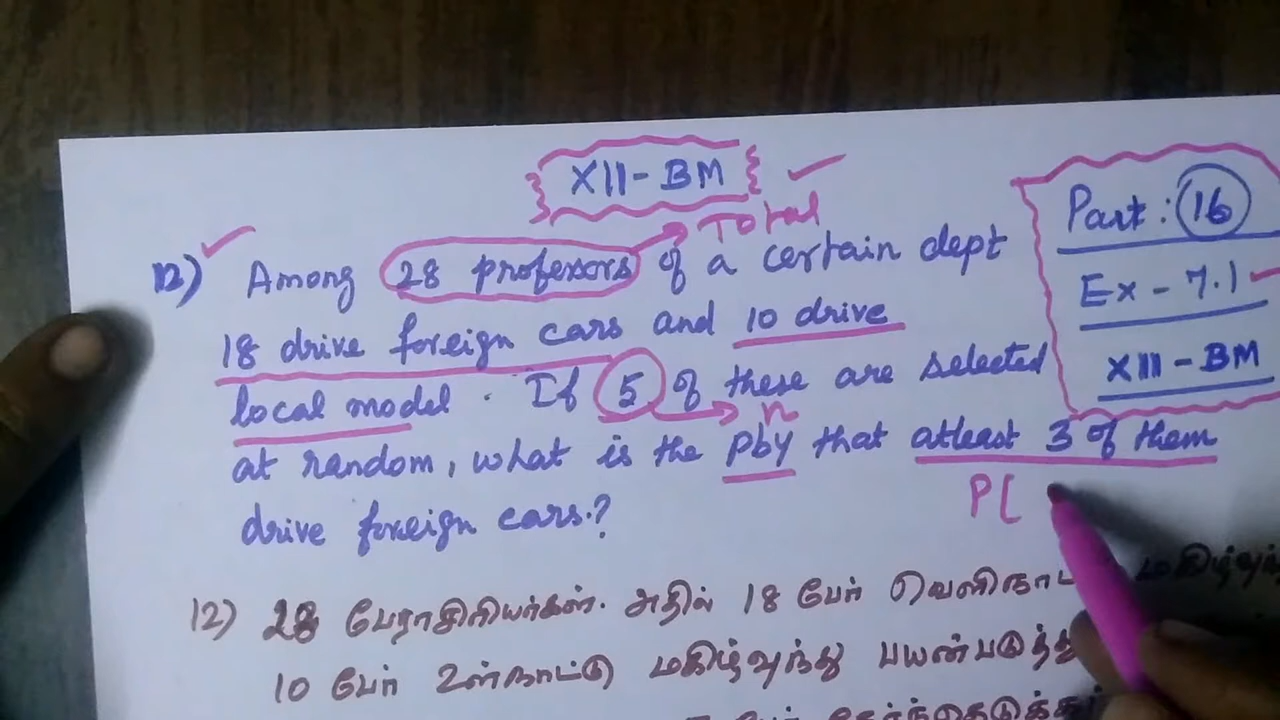 XII-BM
Total
Part: 16
Ex-7.1
XII-BM
12) Among 28 professors of a certain dept
18 drive foreign cars and 10 drive
local model. If 5 of these are selected
n
at random, what is the Pby that atleast 3 of them
P[
drive foreign cars.?
12) 28 பேராசிரியர்கள். அதில் 18 பேர்
10 பேர் உள்நாட்டு மகிழ்வுந்து